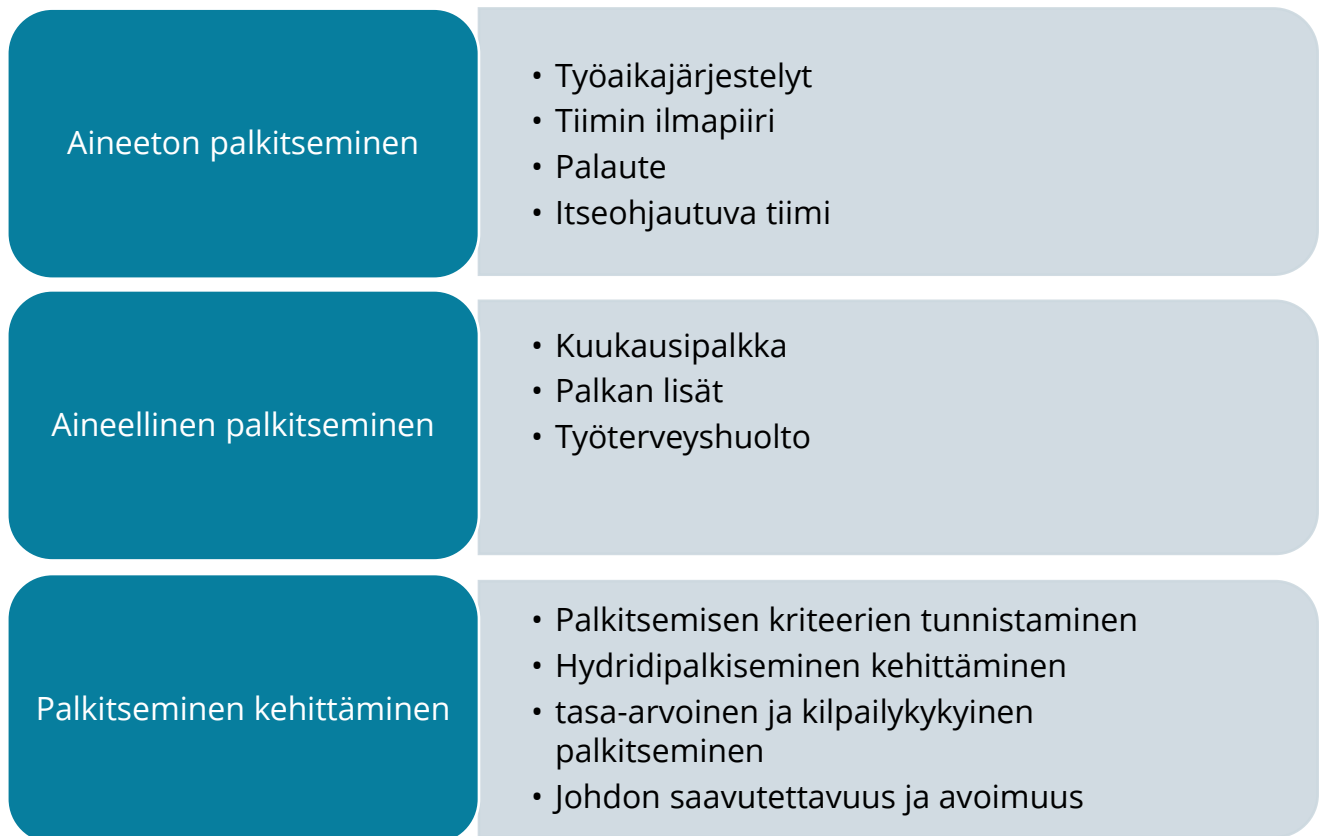 Aineeton palkitseminen
• Työaikajärjestelyt
• Tiimin ilmapiiri
• Palaute
• Itseohjautuva tiimi
Aineellinen palkitseminen
• Kuukausipalkka
• Palkan lisät
• Työterveyshuolto
Palkitseminen kehittäminen
• Palkitsemisen kriteerien tunnistaminen
• Hydridipalkiseminen kehittäminen
• tasa-arvoinen ja kilpailykykyinen
palkitseminen
• Johdon saavutettavuus ja avoimuus